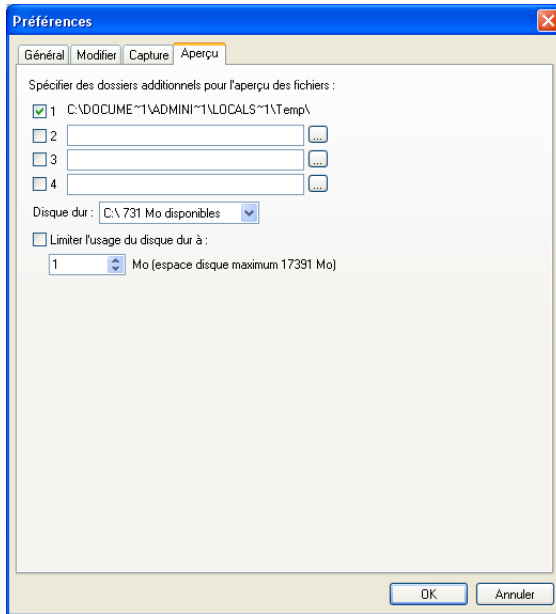 Préférences
Général Modifier Capture Aperçu
Spécifier des dossiers additionnels pour l'aperçu des fichiers :
1 C:\DOCUME~1\ADMINI~1\LOCALS~1\Temp\
2 ...
3 ...
4 ...
Disque dur : C:\ 731 Mo disponibles
Limiter l'usage du disque dur à :
1 Mo (espace disque maximum 17391 Mo)
OK Annuler